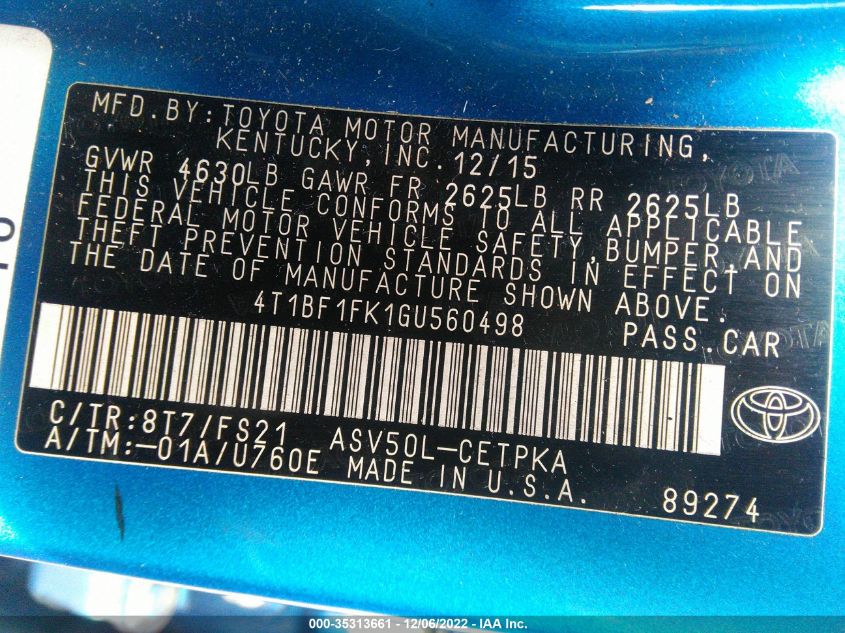 MFD.BY:TOYOTA MOTOR MANUFACTURING,
KENTUCKY,INC.12/15
GVWR 4630LB GAWR FR 2625LB RR 2625LB
THIS VEHICLE CONFORMS TO ALL APPLICABLE
FEDERAL MOTOR VEHICLE SAFETY,BUMPER,AND
THEFT PREVENTION STANDARDS IN EFFECT ON
THE DATE OF MANUFACTURE SHOWN ABOVE.
4T1BF1FK1GU560498 PASS.CAR
C/TR:8T7/FS21 ASV50L-CETPKA
A/TM:-01A/U760E MADE IN U.S.A.
89274
000-35313661 - 12/06/2022 - IAA Inc.